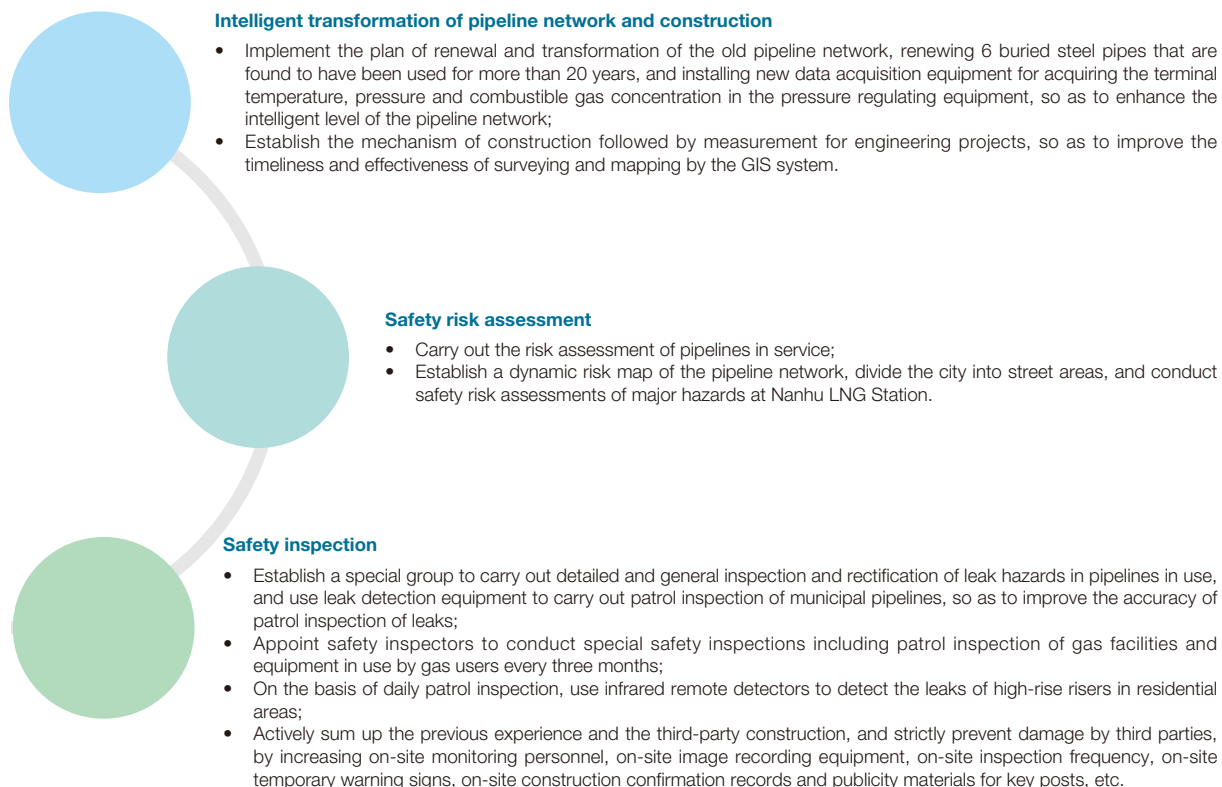 Intelligent transformation of pipeline network and construction
• Implement the plan of renewal and transformation of the old pipeline network, renewing 6 buried steel pipes that are
found to have been used for more than 20 years, and installing new data acquisition equipment for acquiring the terminal
temperature, pressure and combustible gas concentration in the pressure regulating equipment, so as to enhance the
intelligent level of the pipeline network;
• Establish the mechanism of construction followed by measurement for engineering projects, so as to improve the
timeliness and effectiveness of surveying and mapping by the GIS system.
Safety risk assessment
• Carry out the risk assessment of pipelines in service;
• Establish a dynamic risk map of the pipeline network, divide the city into street areas, and conduct
safety risk assessments of major hazards at Nanhu LNG Station.
Safety inspection
• Establish a special group to carry out detailed and general inspection and rectification of leak hazards in pipelines in use,
and use leak detection equipment to carry out patrol inspection of municipal pipelines, so as to improve the accuracy of
patrol inspection of leaks;
• Appoint safety inspectors to conduct special safety inspections including patrol inspection of gas facilities and
equipment in use by gas users every three months;
• On the basis of daily patrol inspection, use infrared remote detectors to detect the leaks of high-rise risers in residential
areas;
• Actively sum up the previous experience and the third-party construction, and strictly prevent damage by third parties,
by increasing on-site monitoring personnel, on-site image recording equipment, on-site inspection frequency, on-site
temporary warning signs, on-site construction confirmation records and publicity materials for key posts, etc.